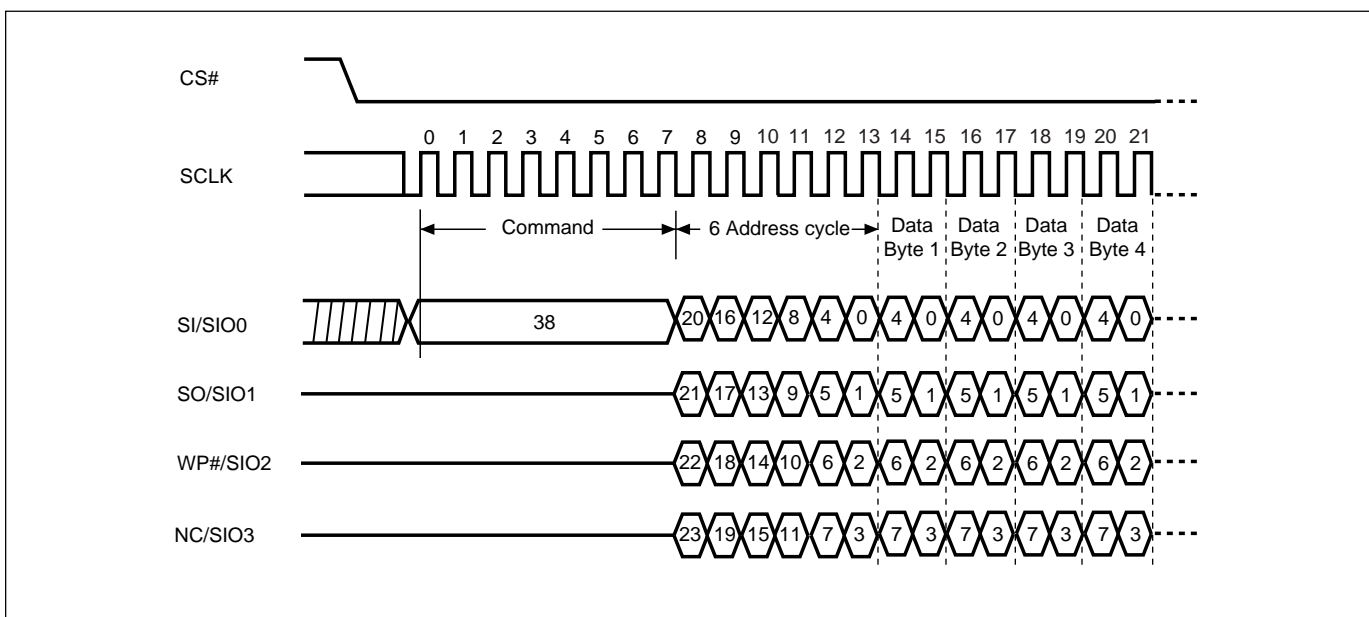 CS#
0 1 2 3 4 5 6 7 8 9 10 11 12 13 14 15 16 17 18 19 20 21
SCLK
Command
6 Address cycle
Data Byte 1
Data Byte 2
Data Byte 3
Data Byte 4
SI/SIO0
38
20 16 12 8 4 0 4 0 4 0 4 0 4 0
SO/SIO1
21 17 13 9 5 1 5 1 5 1 5 1 5 1
WP#/SIO2
22 18 14 10 6 2 6 2 6 2 6 2 6 2
NC/SIO3
23 19 15 11 7 3 7 3 7 3 7 3 7 3